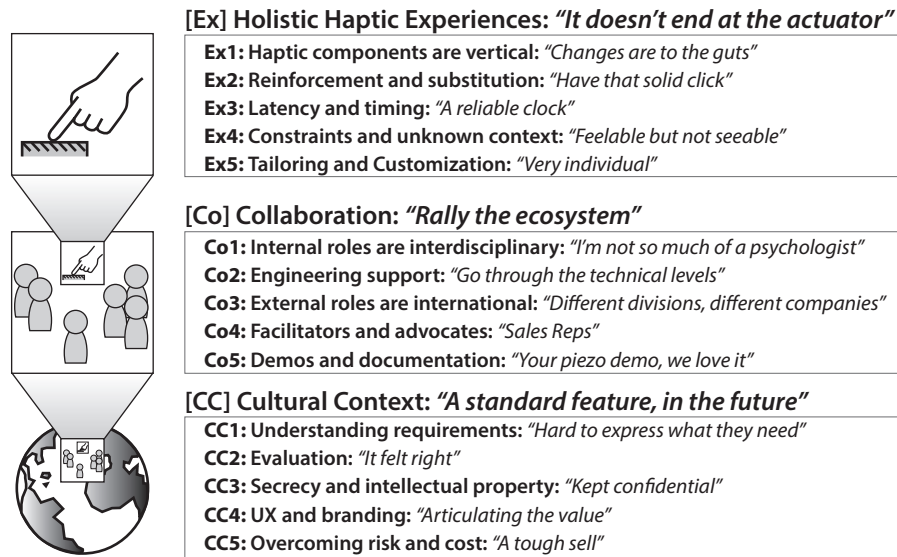 [Ex] Holistic Haptic Experiences: “It doesn’t end at the actuator”
Ex1: Haptic components are vertical: “Changes are to the guts”
Ex2: Reinforcement and substitution: “Have that solid click”
Ex3: Latency and timing: “A reliable clock”
Ex4: Constraints and unknown context: “Feelable but not seeable”
Ex5: Tailoring and Customization: “Very individual”
[Co] Collaboration: “Rally the ecosystem”
Co1: Internal roles are interdisciplinary: “I’m not so much of a psychologist”
Co2: Engineering support: “Go through the technical levels”
Co3: External roles are international: “Different divisions, different companies”
Co4: Facilitators and advocates: “Sales Reps”
Co5: Demos and documentation: “Your piezo demo, we love it”
[CC] Cultural Context: “A standard feature, in the future”
CC1: Understanding requirements: “Hard to express what they need”
CC2: Evaluation: “It felt right”
CC3: Secrecy and intellectual property: “Kept confidential”
CC4: UX and branding: “Articulating the value”
CC5: Overcoming risk and cost: “A tough sell”